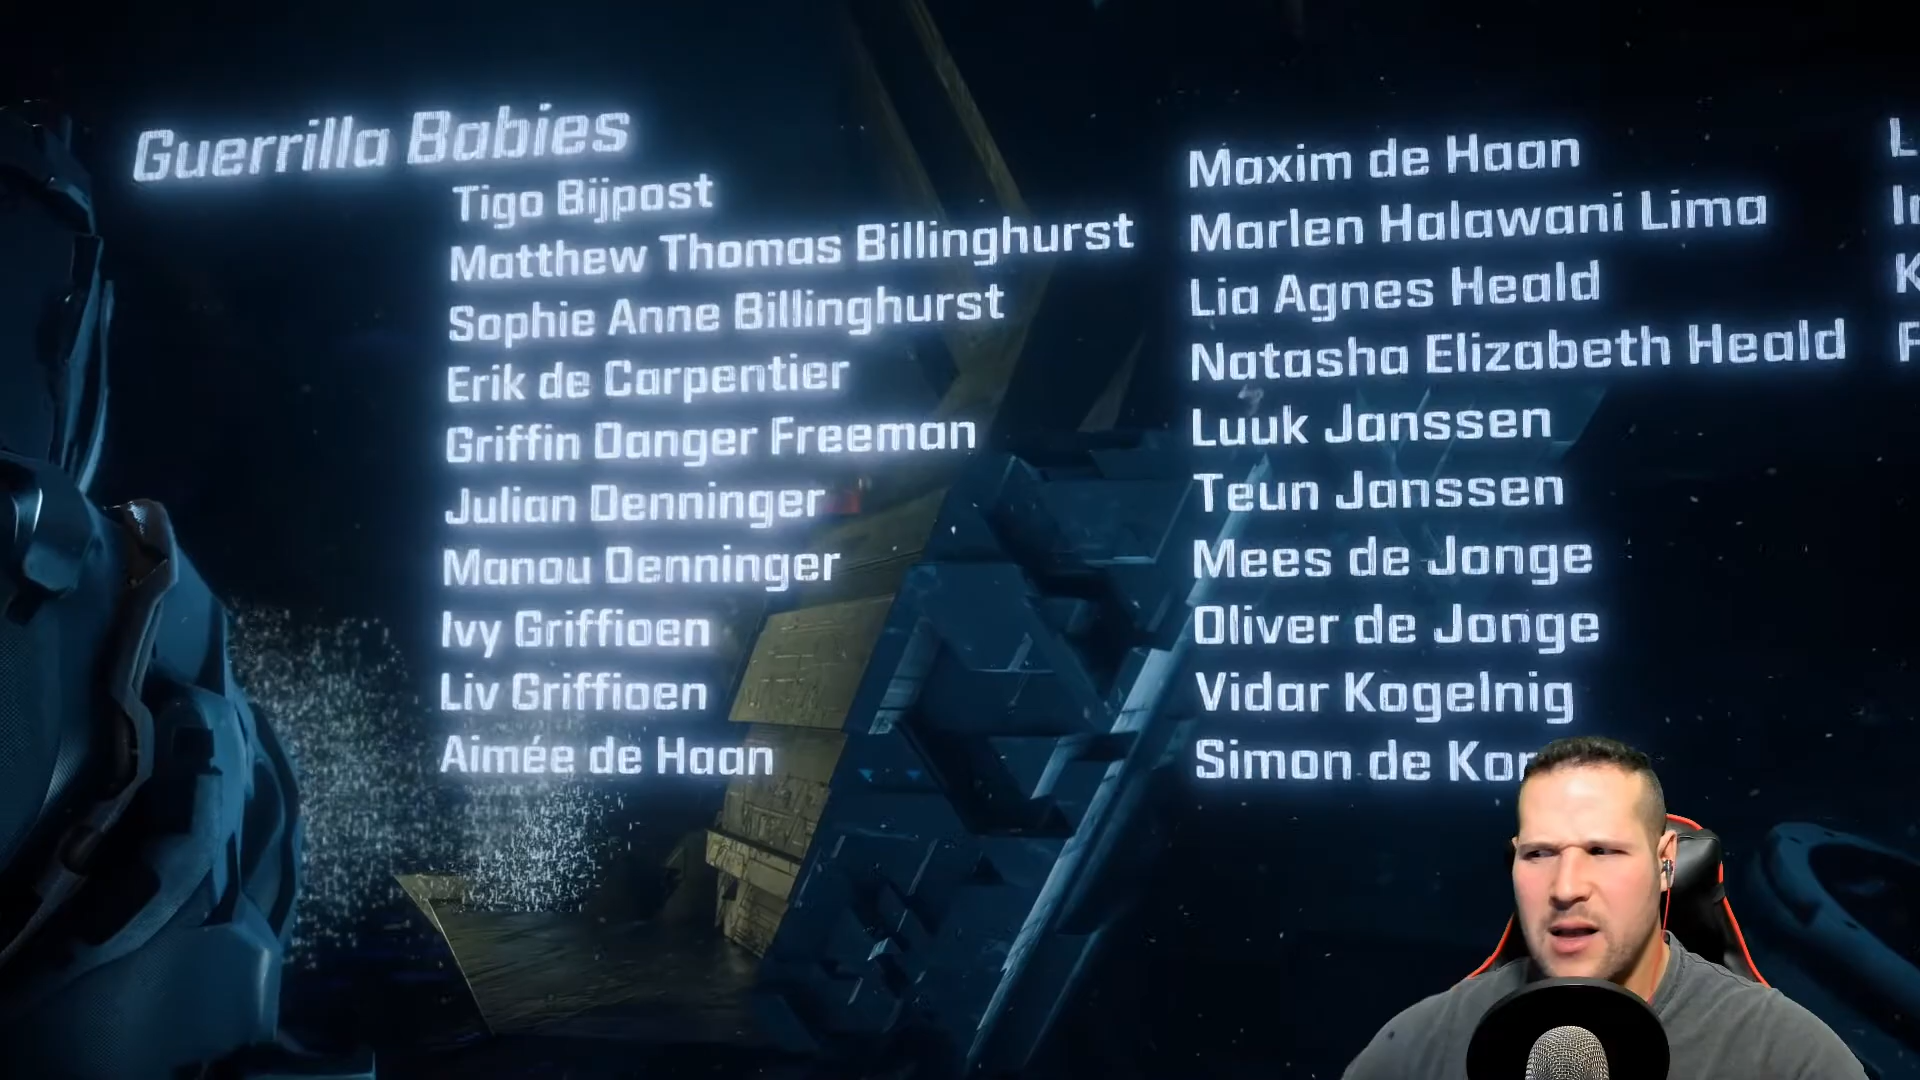 Guerrilla Babies
Tigo Bijpost
Matthew Thomas Billinghurst
Sophie Anne Billinghurst
Erik de Carpentier
Griffin Danger Freeman
Julian Denninger
Manou Denninger
Ivy Griffioen
Liv Griffioen
Aimée de Haan
Maxim de Haan
Marlen Halawani Lima
Lia Agnes Heald
Natasha Elizabeth Heald
Luuk Janssen
Teun Janssen
Mees de Jonge
Oliver de Jonge
Vidar Kogelnig
Simon de